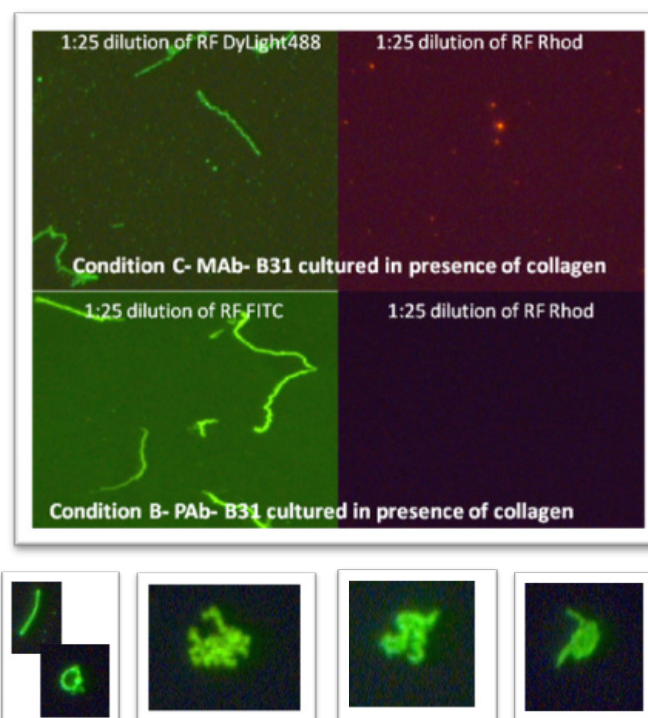 1:25 dilution of RF DyLight488
1:25 dilution of RF Rhod
Condition C- MAb- B31 cultured in presence of collagen
1:25 dilution of RF FITC
1:25 dilution of RF Rhod
Condition B- PAb- B31 cultured in presence of collagen